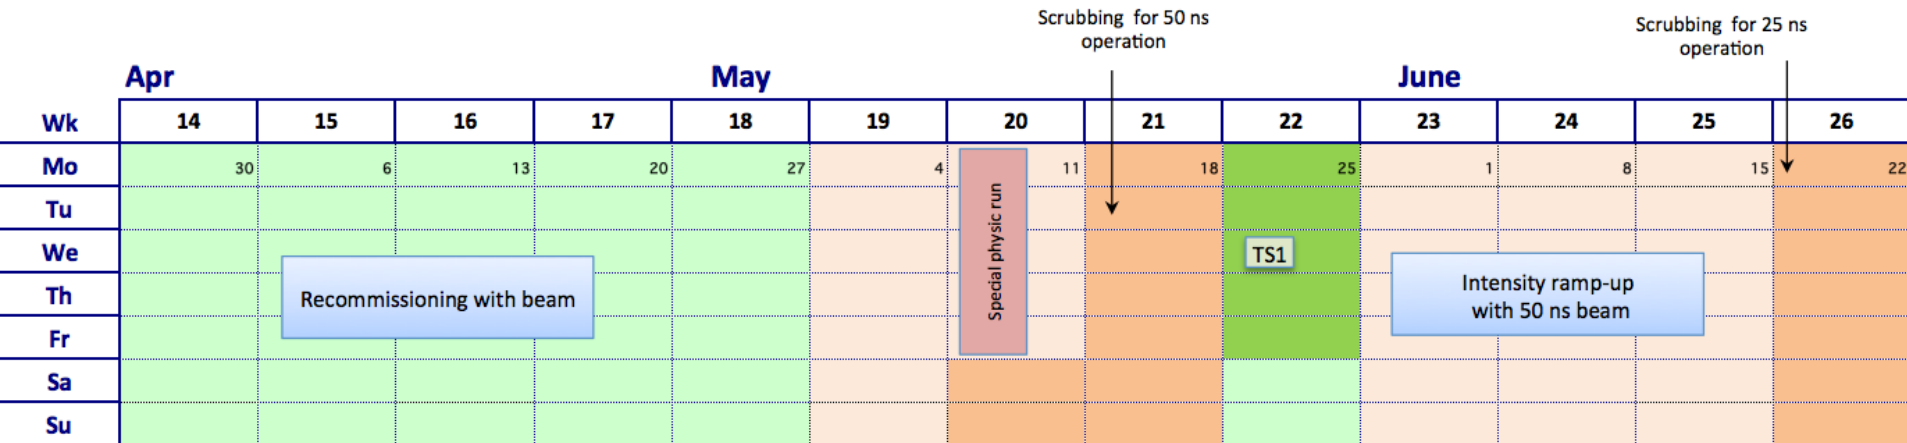 Scrubbing for 50 ns
operation
Scrubbing for 25 ns
operation
Apr May June
Wk 14 15 16 17 18 19 20 21 22 23 24 25 26
Mo 30 6 13 20 27 4 11 18 25 1 8 15 22
Tu
We
Th
Fr
Sa
Su
Recommissioning with beam
Special physic run
TS1
Intensity ramp-up
with 50 ns beam